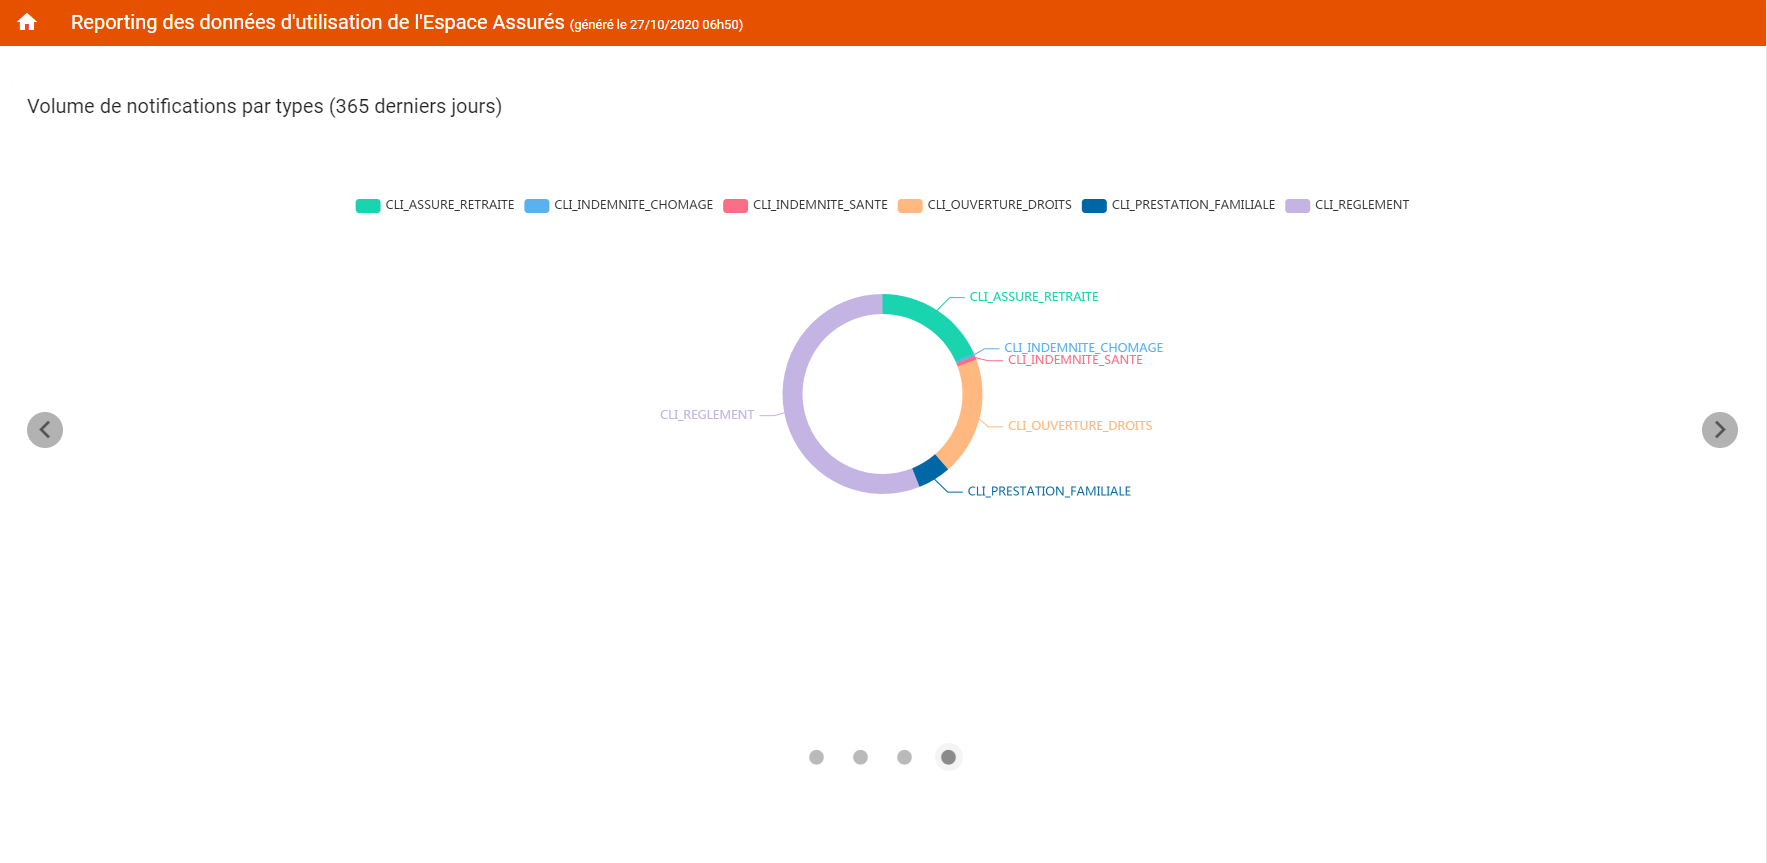 Reporting des données d'utilisation de l'Espace Assurés (généré le 27/10/2020 06h50)
Volume de notifications par types (365 derniers jours)
CLI_ASSURE_RETRAITE CLI_INDEMNITE_CHOMAGE CLI_INDEMNITE_SANTE CLI_OUVERTURE_DROITS CLI_PRESTATION_FAMILIALE CLI_REGLEMENT
CLI_ASSURE_RETRAITE
CLI_INDEMNITE_CHOMAGE
CLI_INDEMNITE_SANTE
CLI_REGLEMENT
CLI_OUVERTURE_DROITS
CLI_PRESTATION_FAMILIALE